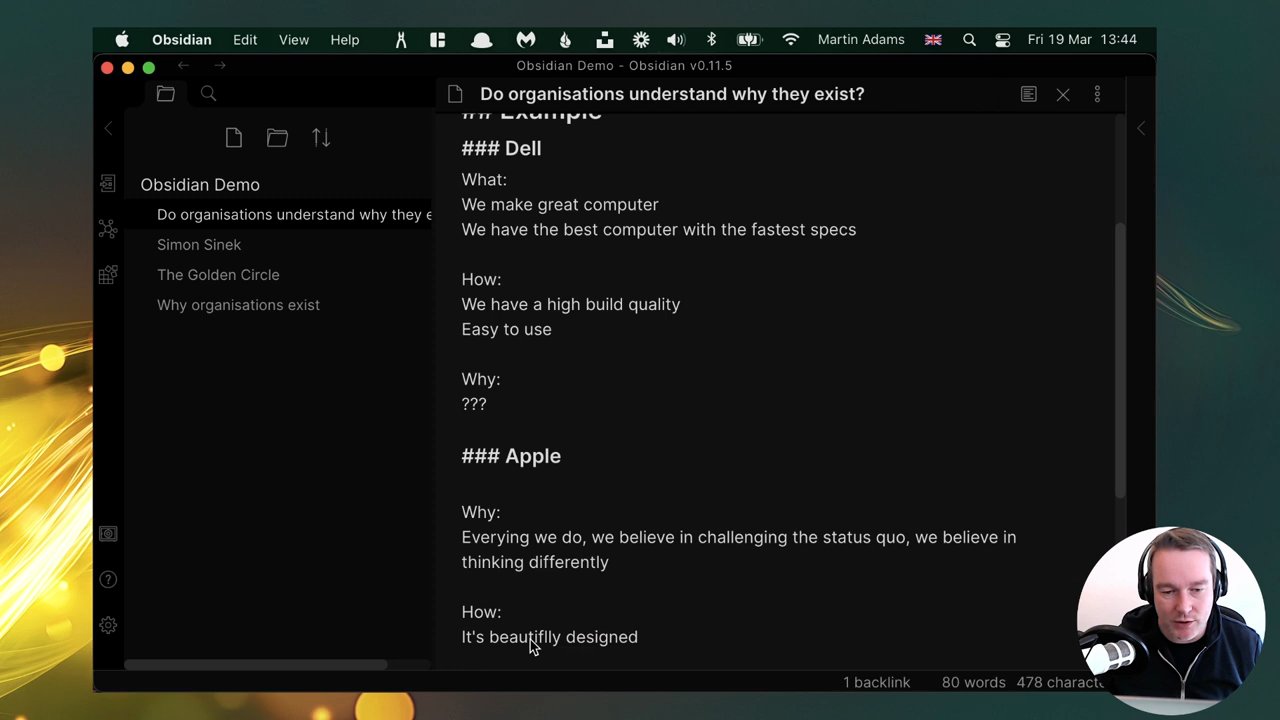 Obsidian Edit View Help Martin Adams Fri 19 Mar 13:44
Obsidian Demo - Obsidian v0.11.5
Do organisations understand why they exist?
Obsidian Demo
Do organisations understand why they e
Simon Sinek
The Golden Circle
Why organisations exist
## Example
### Dell
What:
We make great computer
We have the best computer with the fastest specs
How:
We have a high build quality
Easy to use
Why:
???
### Apple
Why:
Everying we do, we believe in challenging the status quo, we believe in
thinking differently
How:
It's beautiflly designed
1 backlink 80 words 478 characte